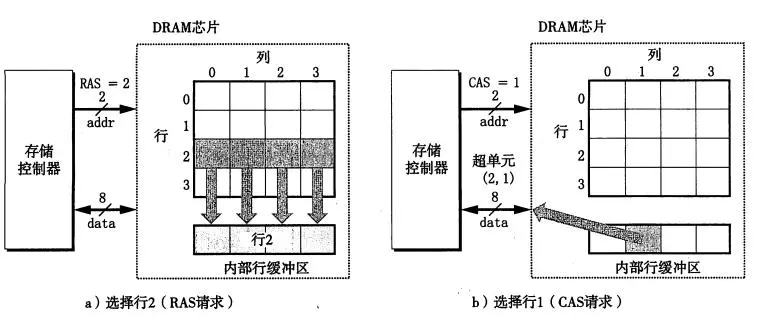 DRAM芯片
列
0 1 2 3
RAS = 2
2
addr
存储
控制器
行
0
1
2
3
8
data
行2
内部行缓冲区
a) 选择行2 (RAS请求)
DRAM芯片
列
0 1 2 3
CAS = 1
2
addr
存储
控制器
行
0
1
2
3
超单元
(2,1)
8
data
内部行缓冲区
b) 选择行1 (CAS请求)